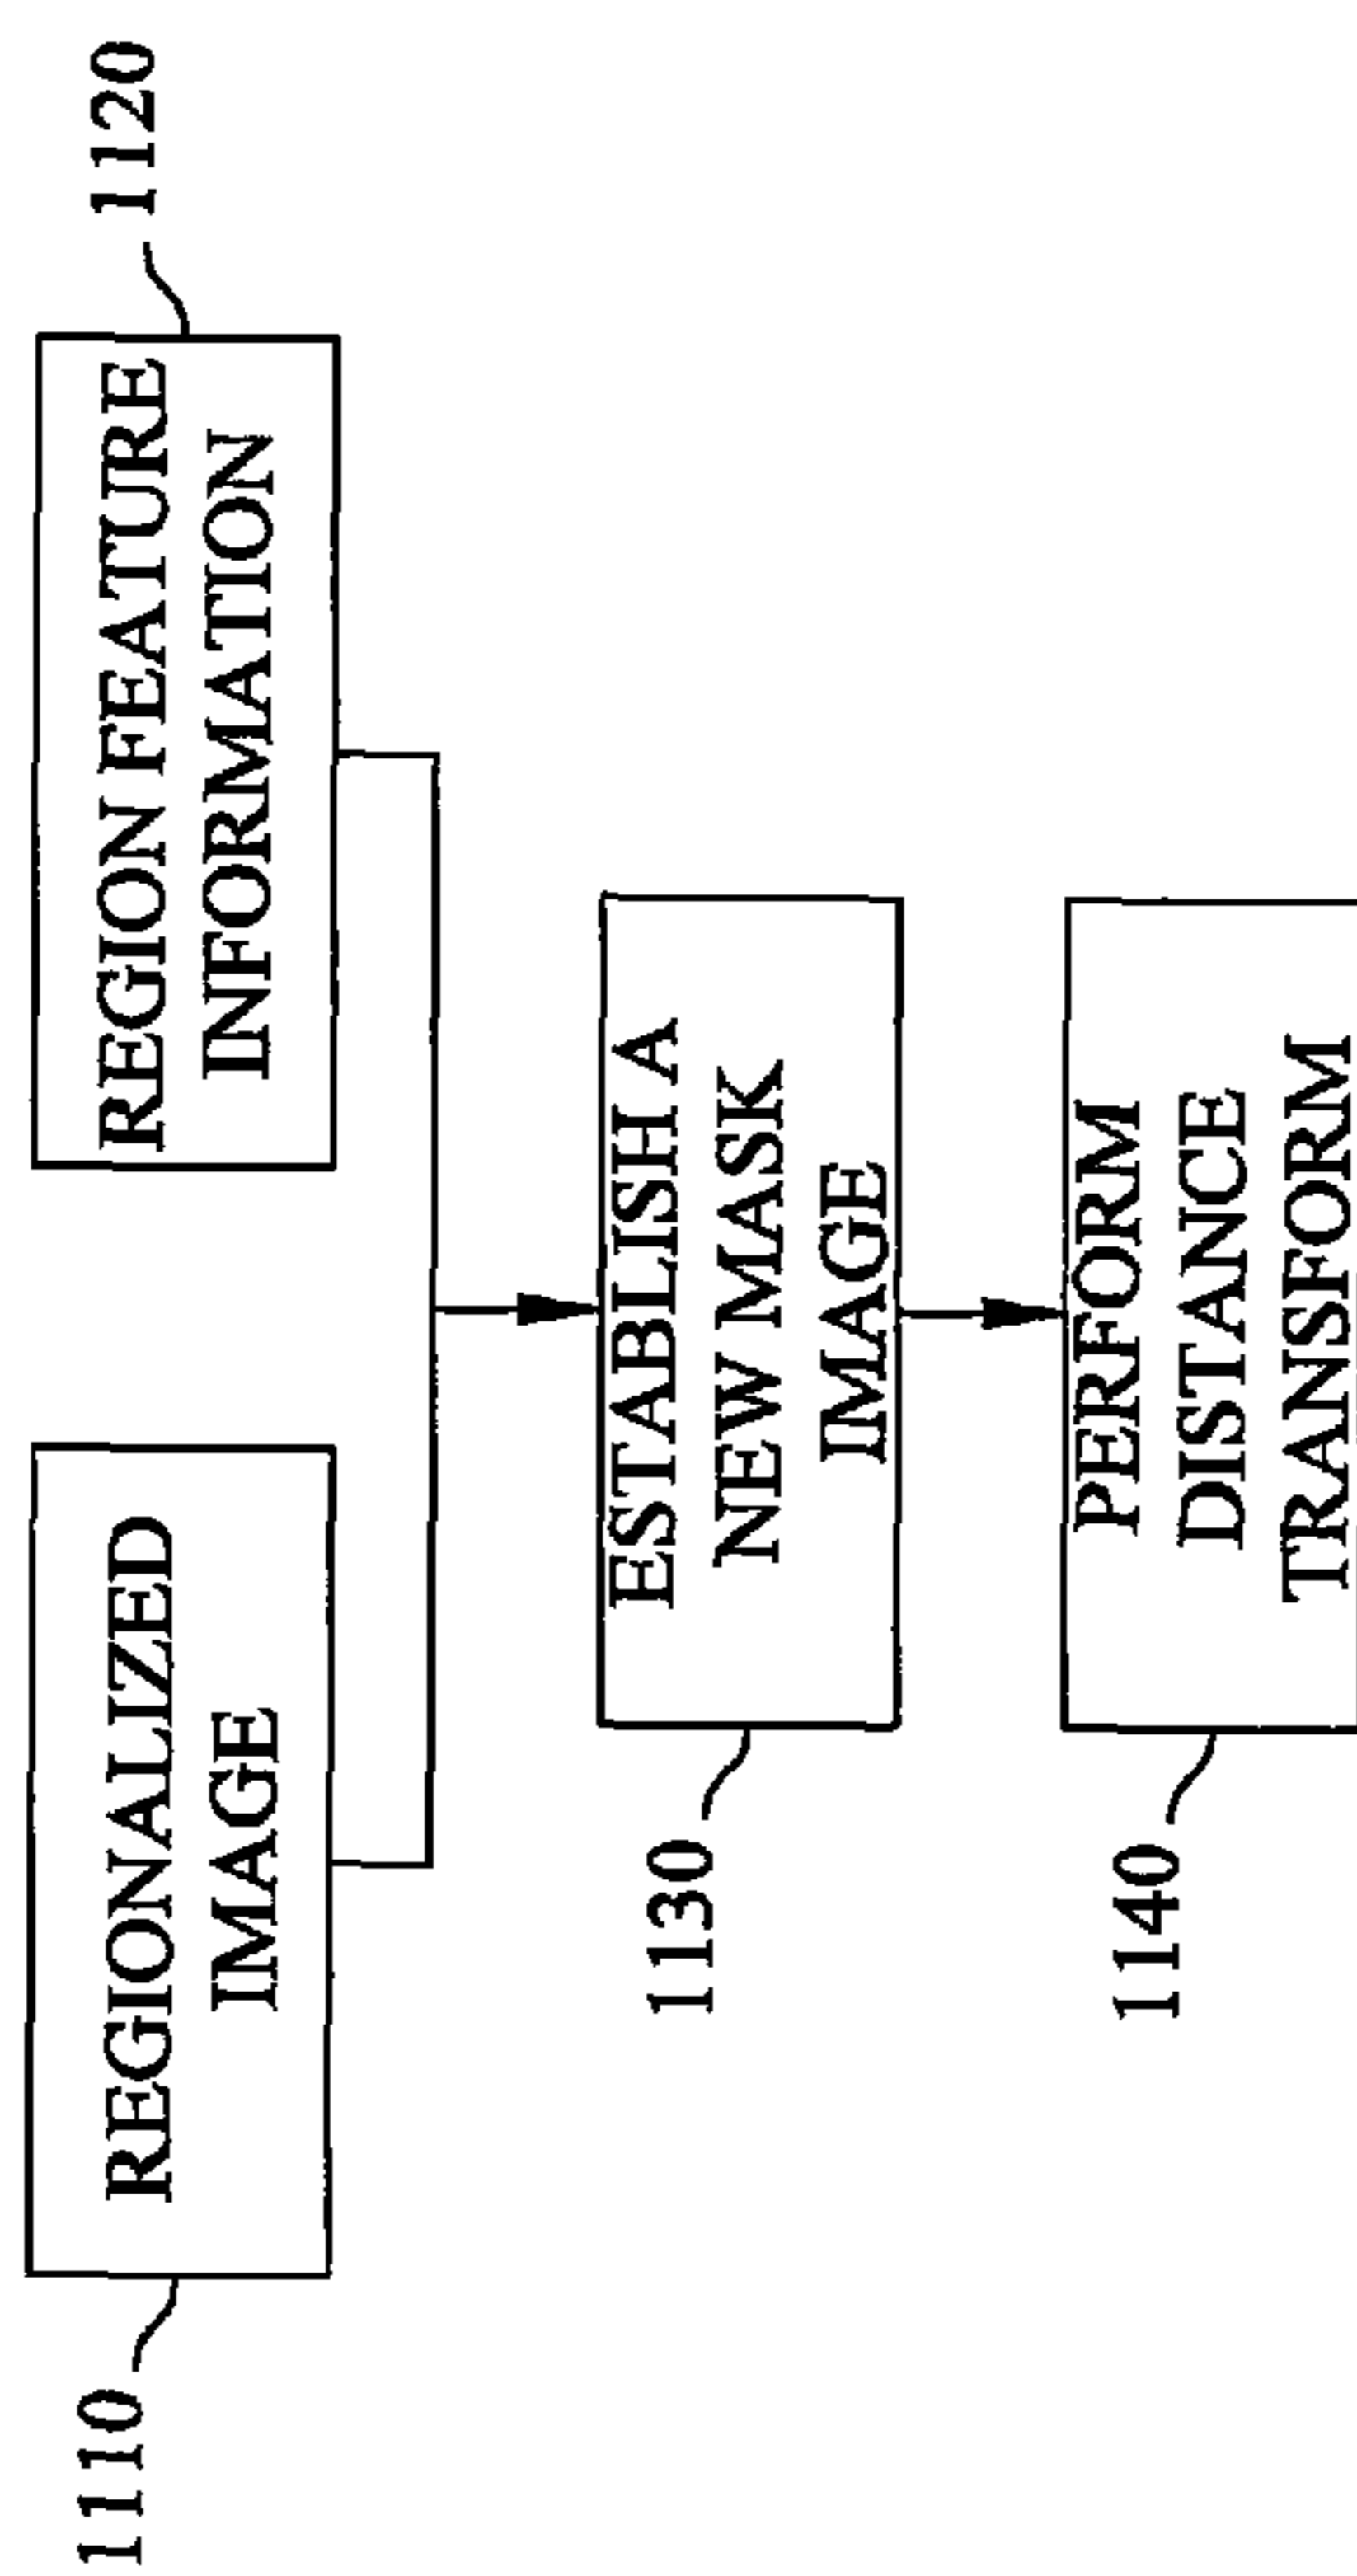 1110
REGIONALIZED
IMAGE
REGION FEATURE
INFORMATION
1120
1130
ESTABLISH A
NEW MASK
IMAGE
1140
PERFORM
DISTANCE
TRANSFORM